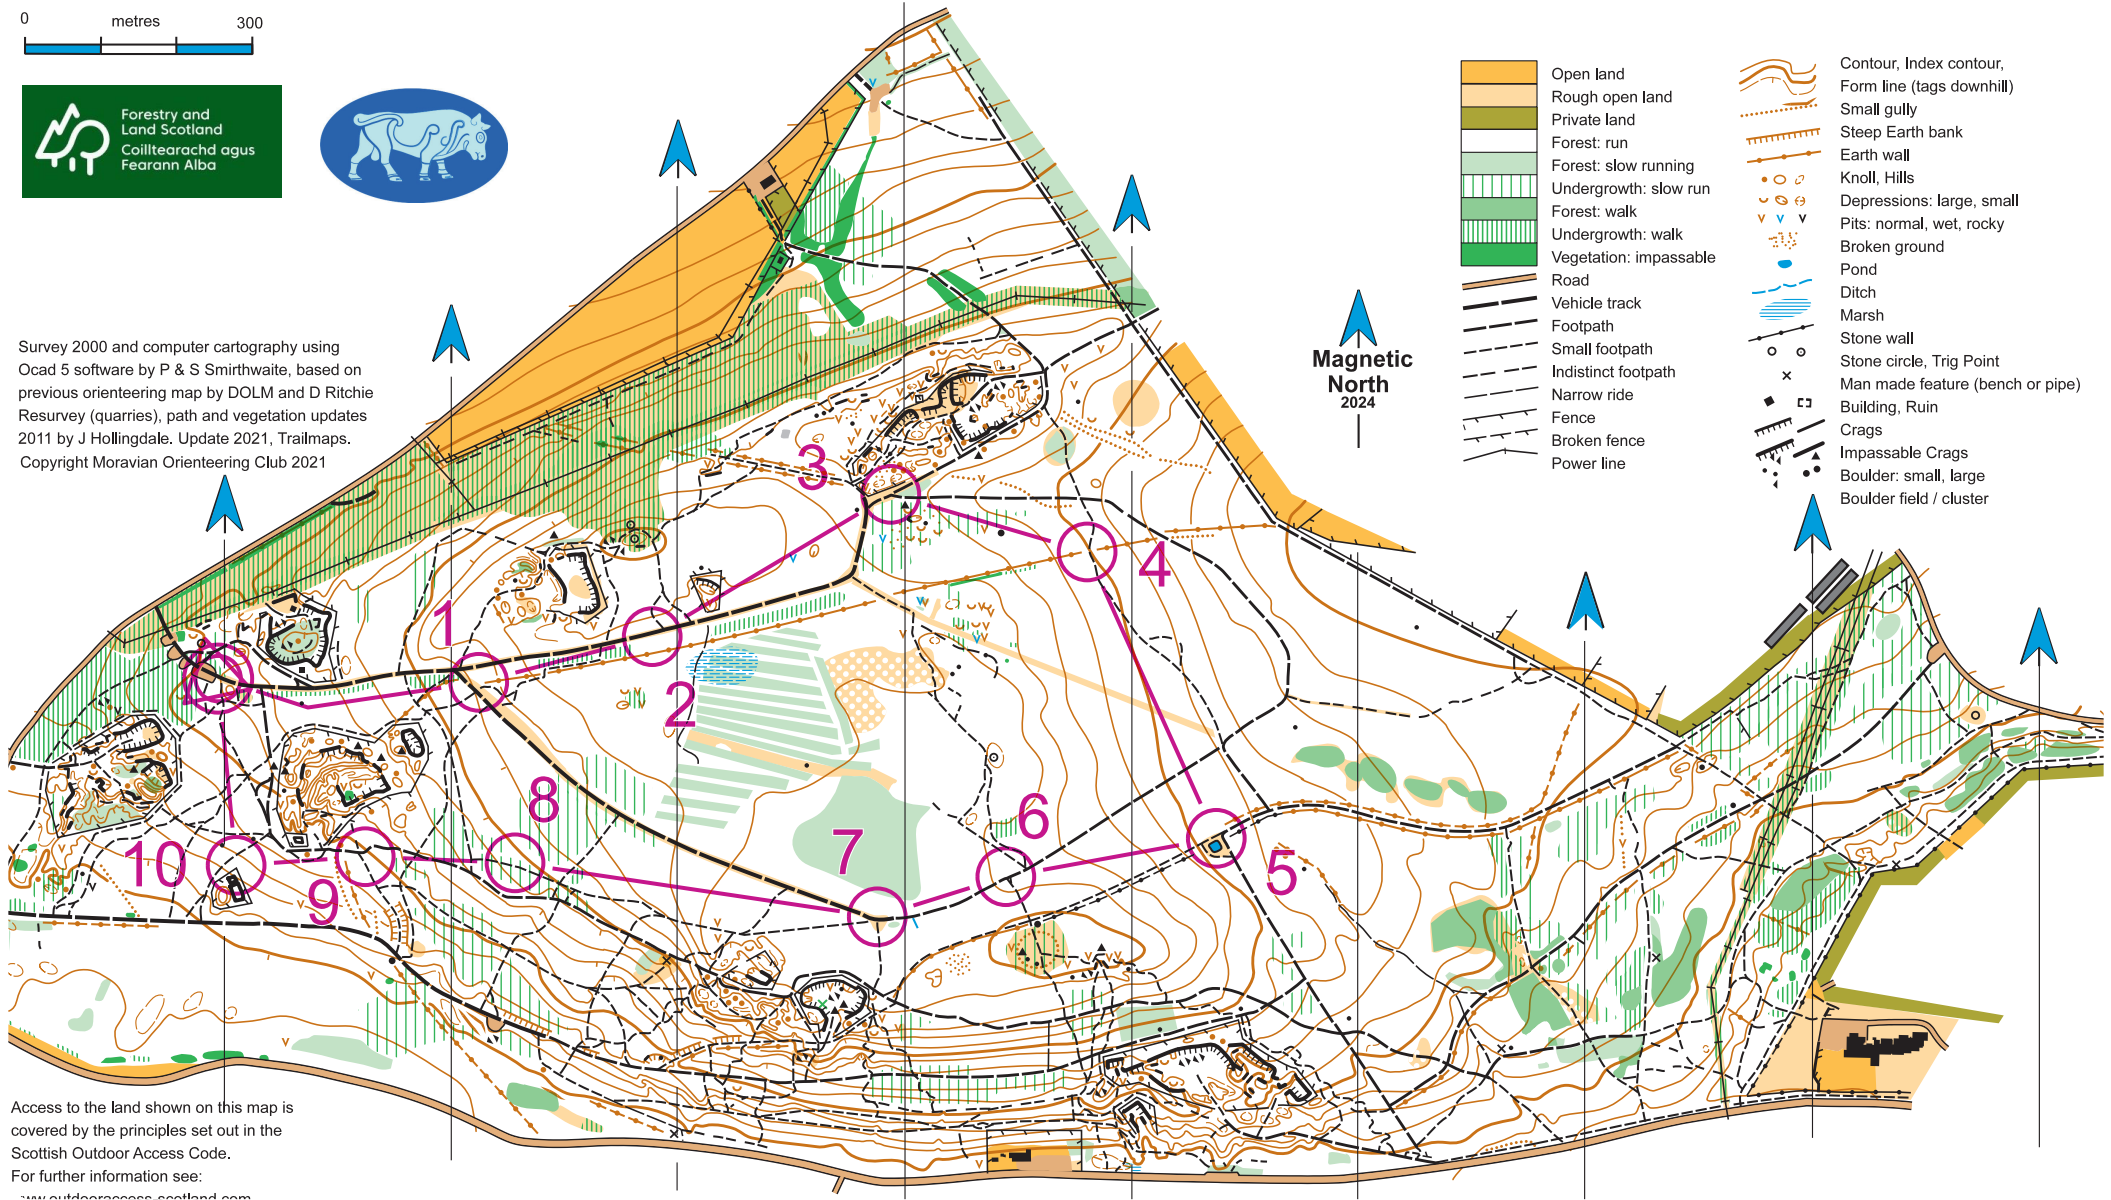 0 metres 300
Forestry and
Land Scotland
Coilltearachd agus
Fearann Alba
Survey 2000 and computer cartography using
Ocad 5 software by P & S Smirthwaite, based on
previous orienteering map by DOLM and D Ritchie
Resurvey (quarries), path and vegetation updates
2011 by J Hollingdale. Update 2021, Trailmaps.
Copyright Moravian Orienteering Club 2021
Magnetic
North
2024
Open land
Rough open land
Private land
Forest: run
Forest: slow running
Undergrowth: slow run
Forest: walk
Undergrowth: walk
Vegetation: impassable
Road
Vehicle track
Footpath
Small footpath
Indistinct footpath
Narrow ride
Fence
Broken fence
Power line
Contour, Index contour,
Form line (tags downhill)
Small gully
Steep Earth bank
Earth wall
Knoll, Hills
Depressions: large, small
Pits: normal, wet, rocky
Broken ground
Pond
Ditch
Marsh
Stone wall
Stone circle, Trig Point
Man made feature (bench or pipe)
Building, Ruin
Crags
Impassable Crags
Boulder: small, large
Boulder field / cluster
3
4
1
2
8
7
6
5
10
9
Access to the land shown on this map is
covered by the principles set out in the
Scottish Outdoor Access Code.
For further information see:
www.outdooraccess-scotland.com